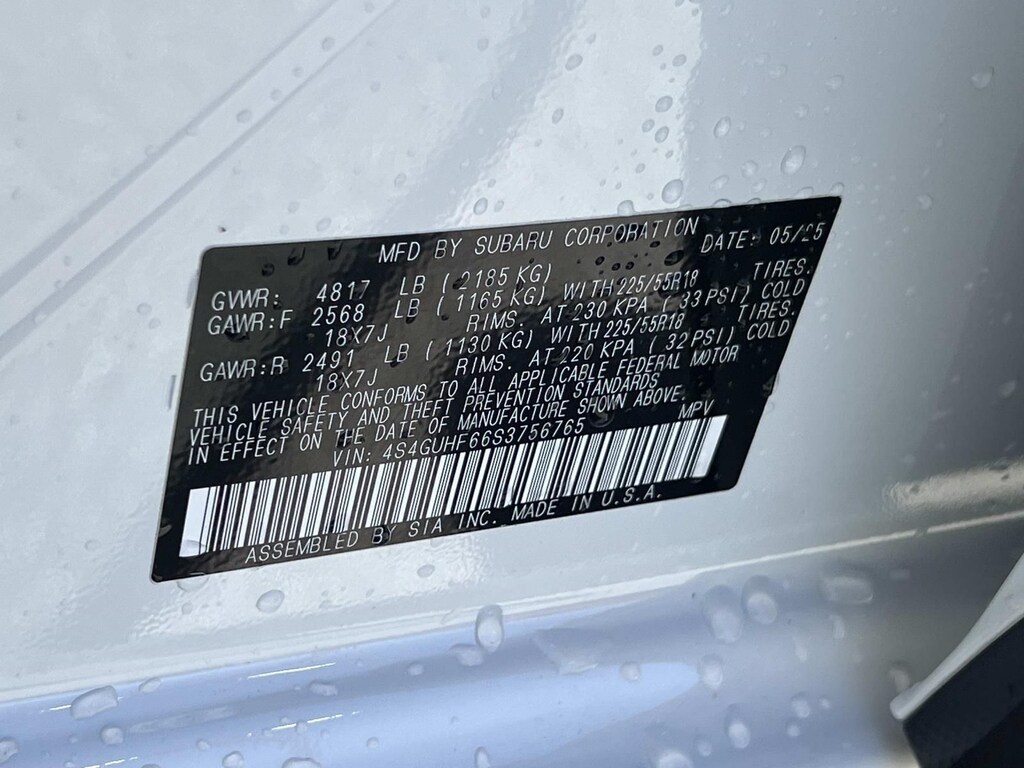 MFD BY SUBARU CORPORATION DATE: 05/25
GVWR: 4817 LB (2185 KG)
GAWR:F 2568 LB (1165 KG) WITH 225/55R18 TIRES.
18X7J RIMS. AT 230 KPA ( 33 PSI) COLD
GAWR:R 2491 LB (1130 KG) WITH 225/55R18 TIRES.
18X7J RIMS. AT 220 KPA ( 32 PSI) COLD
THIS VEHICLE CONFORMS TO ALL APPLICABLE FEDERAL MOTOR
VEHICLE SAFETY AND THEFT PREVENTION STANDARDS
IN EFFECT ON THE DATE OF MANUFACTURE SHOWN ABOVE.
VIN: 4S4GUHF66S3756765 MPV
ASSEMBLED BY SIA INC. MADE IN U.S.A.